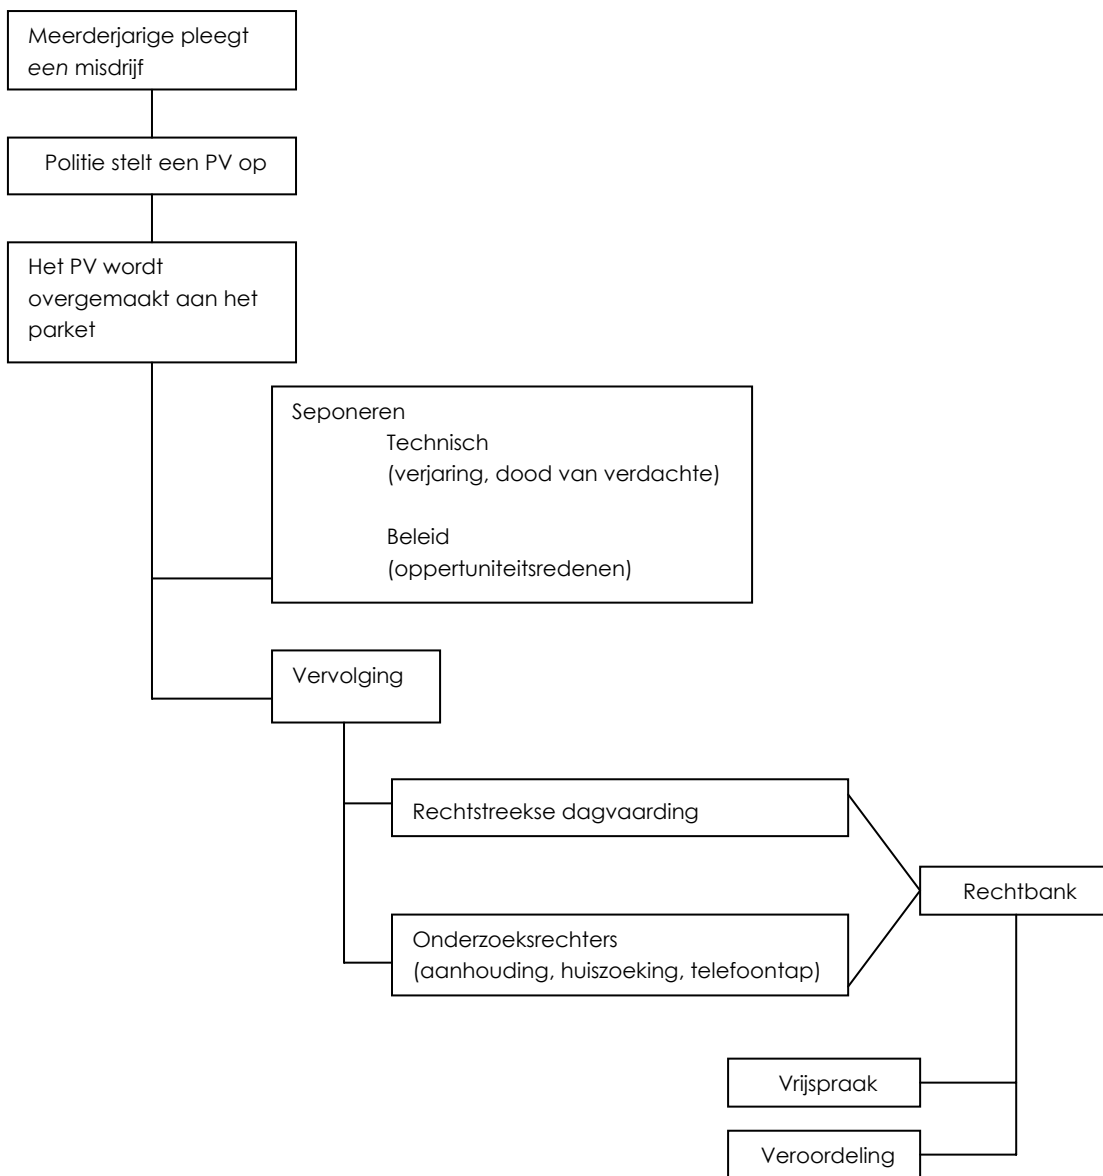 Meerderjarige pleegt
een misdrijf
Politie stelt een PV op
Het PV wordt
overgemaakt aan het
parket
Seponeren
Technisch
(verjaring, dood van verdachte)
Beleid
(oppertuniteitsredenen)
Vervolging
Rechtstreekse dagvaarding
Rechtbank
Onderzoeksrechters
(aanhouding, huiszoeking, telefoontap)
Vrijspraak
Veroordeling